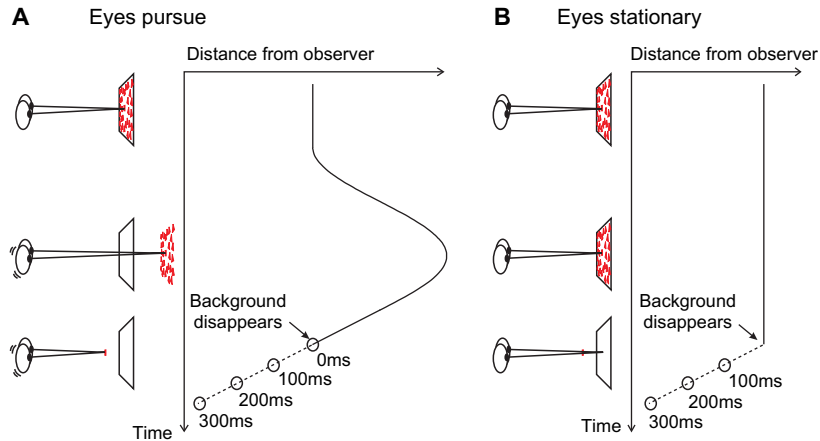 A Eyes pursue
Distance from observer
Background
disappears
0ms
100ms
200ms
300ms
Time
B Eyes stationary
Distance from observer
Background
disappears
100ms
200ms
300ms
Time